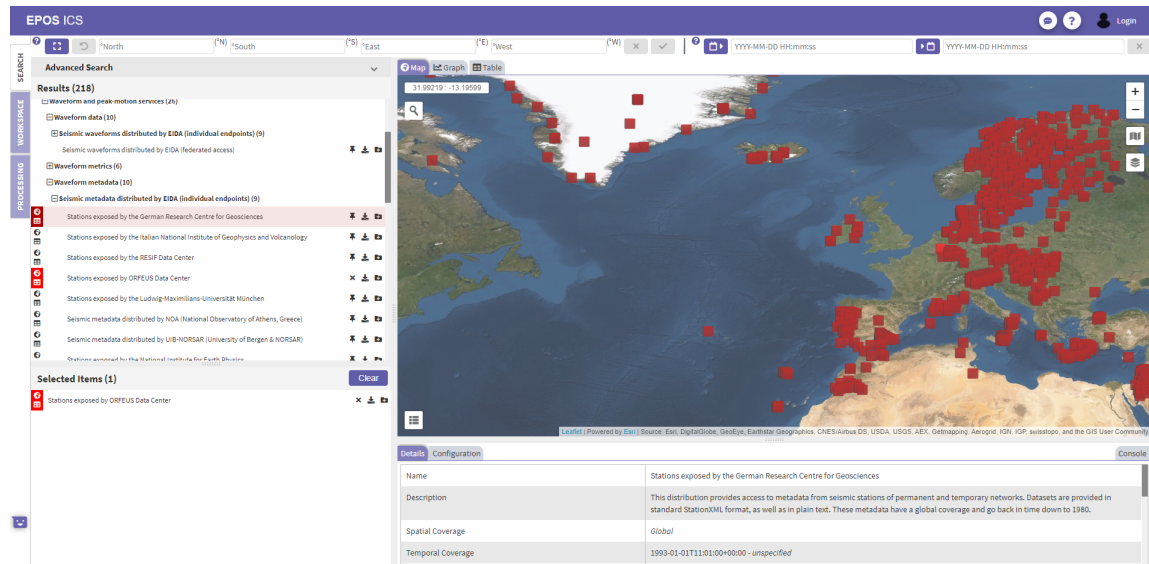 EPOS ICS
Login
°North (°N) °South (°S) °East (°E) °West (°W) YYYY-MM-DD HH:mm:ss YYYY-MM-DD HH:mm:ss
SEARCH
WORKSPACE
PROCESSING
Advanced Search
Results (218)
Waveform and peak-motion services (26)
Waveform data (10)
Seismic waveforms distributed by EIDA (individual endpoints) (9)
Seismic waveforms distributed by EIDA (federated access)
Waveform metrics (6)
Waveform metadata (10)
Seismic metadata distributed by EIDA (individual endpoints) (9)
Stations exposed by the German Research Centre for Geosciences
Stations exposed by the Italian National Institute of Geophysics and Volcanology
Stations exposed by the RESIF Data Center
Stations exposed by ORFEUS Data Center
Stations exposed by the Ludwig-Maximilians-Universität München
Seismic metadata distributed by NOA (National Observatory of Athens, Greece)
Seismic metadata distributed by UIB-NORSAR (University of Bergen & NORSAR)
Stations exposed by the National Institute for Earth Physics
Selected Items (1)
Clear
Stations exposed by ORFEUS Data Center
Map Graph Table
31.99219 : -13.19599
+
−
Leaflet | Powered by Esri | Source: Esri, DigitalGlobe, GeoEye, Earthstar Geographics, CNES/Airbus DS, USDA, USGS, AEX, Getmapping, Aerogrid, IGN, IGP, swisstopo, and the GIS User Community
Details Configuration Console
Name Stations exposed by the German Research Centre for Geosciences
Description This distribution provides access to metadata from seismic stations of permanent and temporary networks. Datasets are provided in
standard StationXML format, as well as in plain text. These metadata have a global coverage and go back in time down to 1980.
Spatial Coverage Global
Temporal Coverage 1993-01-01T11:01:00+00:00 - unspecified